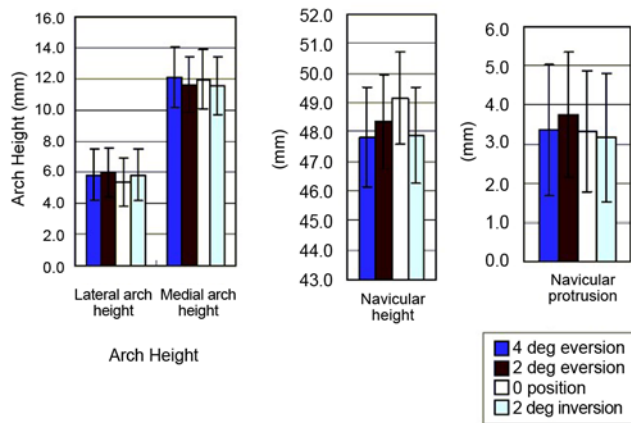 16.0
14.0
12.0
10.0
8.0
6.0
4.0
2.0
0.0
Arch Height (mm)
Lateral arch
height
Medial arch
height
Arch Height
52.0
51.0
50.0
49.0
48.0
47.0
46.0
45.0
44.0
43.0
(mm)
Navicular
height
6.0
5.0
4.0
3.0
2.0
1.0
0.0
(mm)
Navicular
protrusion
4 deg eversion
2 deg eversion
0 position
2 deg inversion